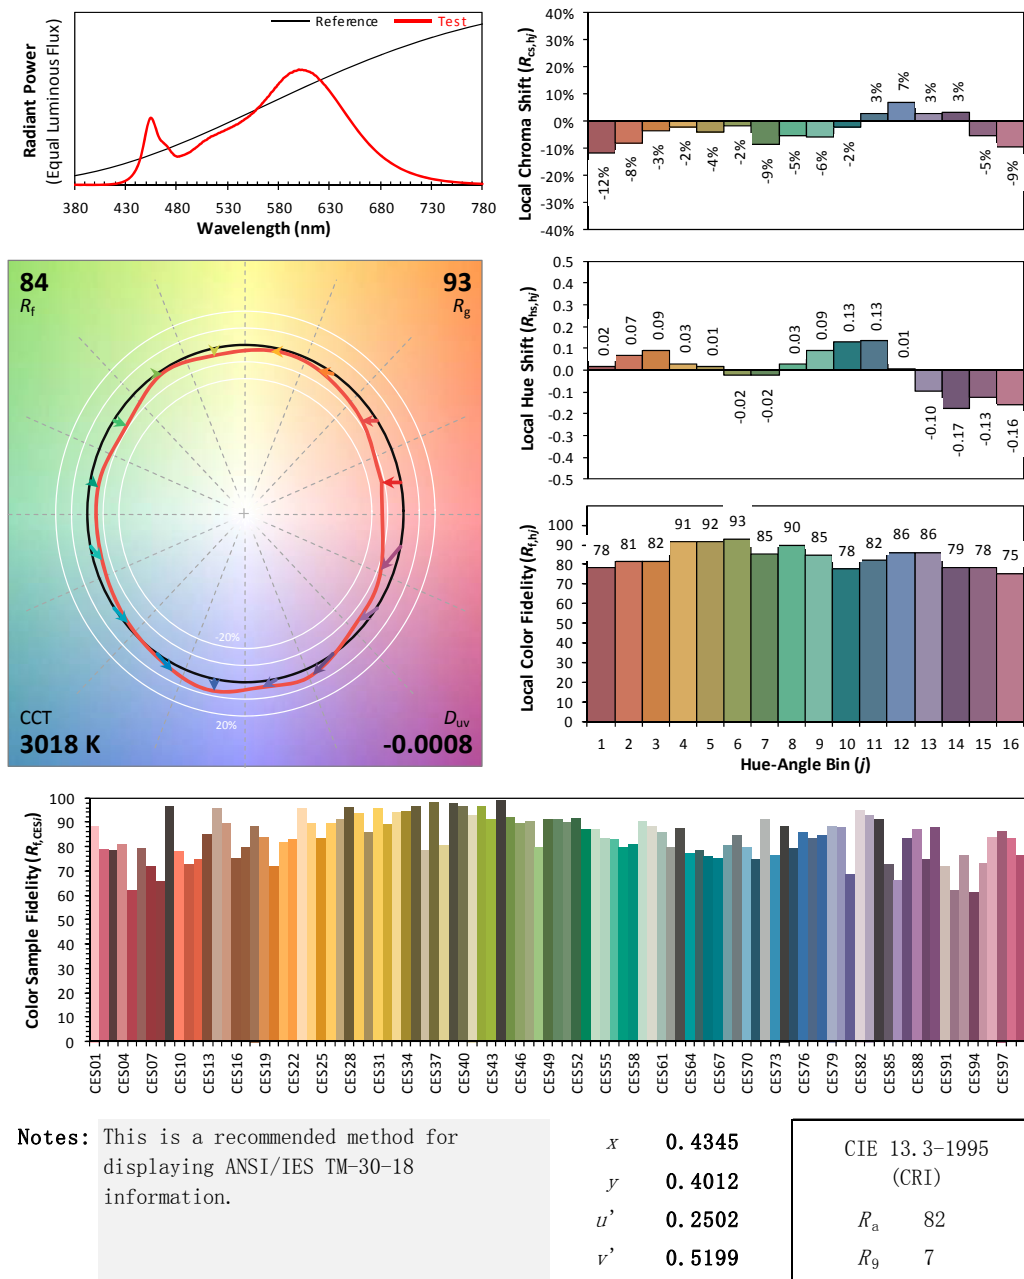 Reference
Test
Radiant Power
(Equal Luminous Flux)
380 430 480 530 580 630 680 730 780
Wavelength (nm)
Local Chroma Shift (Rcs,hj)
40%
30%
20%
10%
0%
-10%
-20%
-30%
-40%
-12% -8% -3% -2% -4% -2% -9% -5% -6% -2% 3% 7% 3% 3% -5% -9%
84
Rf
93
Rg
-20%
20%
CCT
3018 K
Duv
-0.0008
Local Hue Shift (Rhs,hj)
0.5
0.4
0.3
0.2
0.1
0.0
-0.1
-0.2
-0.3
-0.4
-0.5
0.02 0.07 0.09 0.03 0.01 -0.02 -0.02 0.03 0.09 0.13 0.13 0.01 -0.10 -0.17 -0.13 -0.16
Local Color Fidelity (Rf,hj)
100
90
80
70
60
50
40
30
20
10
0
78 81 82 91 92 93 85 90 85 78 82 86 86 79 78 75
1 2 3 4 5 6 7 8 9 10 11 12 13 14 15 16
Hue-Angle Bin (j)
Color Sample Fidelity (Rf,CESi)
100
90
80
70
60
50
40
30
20
10
0
CES01 CES04 CES07 CES10 CES13 CES16 CES19 CES22 CES25 CES28 CES31 CES34 CES37 CES40 CES43 CES46 CES49 CES52 CES55 CES58 CES61 CES64 CES67 CES70 CES73 CES76 CES79 CES82 CES85 CES88 CES91 CES94 CES97
Notes: This is a recommended method for
displaying ANSI/IES TM-30-18
information.
x 0.4345
y 0.4012
u' 0.2502
v' 0.5199
CIE 13.3-1995
(CRI)
Ra 82
R9 7